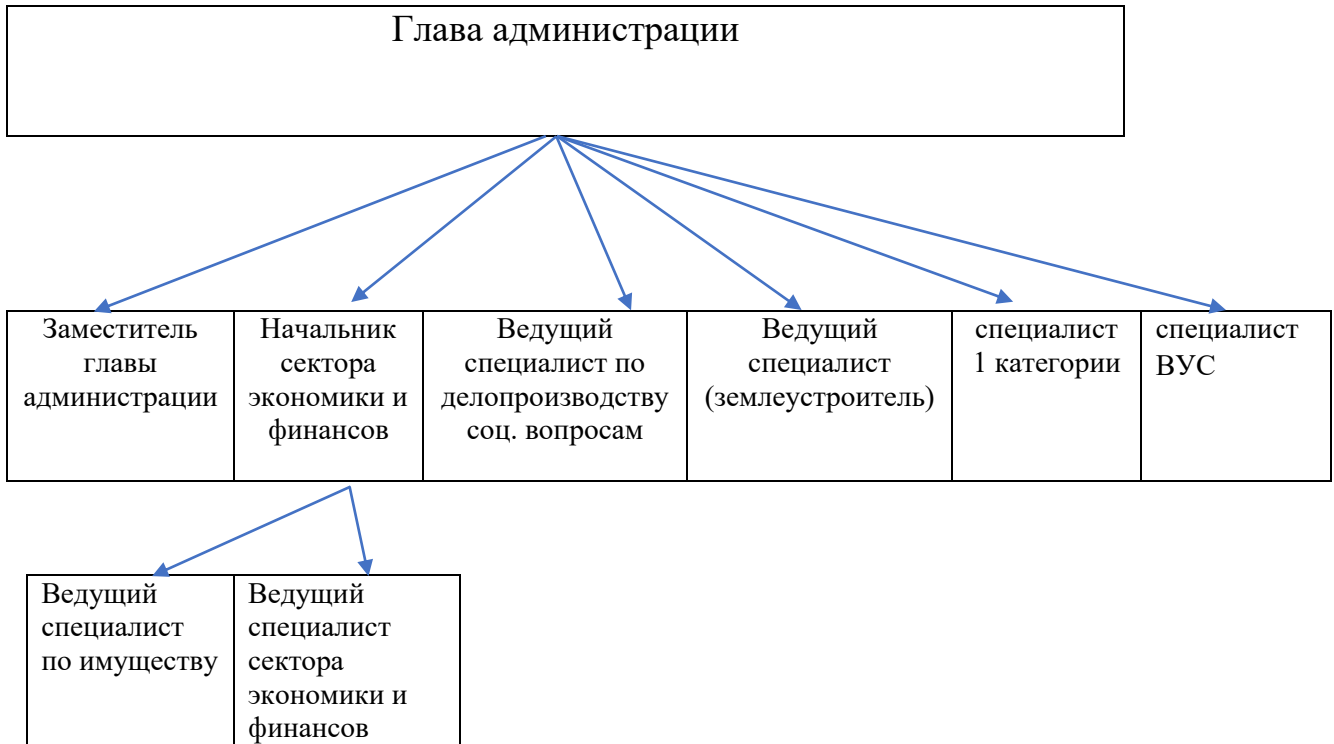 Глава администрации
Заместитель
главы
администрации
Начальник
сектора
экономики и
финансов
Ведущий
специалист по
делопроизводству
соц. вопросам
Ведущий
специалист
(землеустроитель)
специалист
1 категории
специалист
ВУС
Ведущий
специалист
по имуществу
Ведущий
специалист
сектора
экономики и
финансов